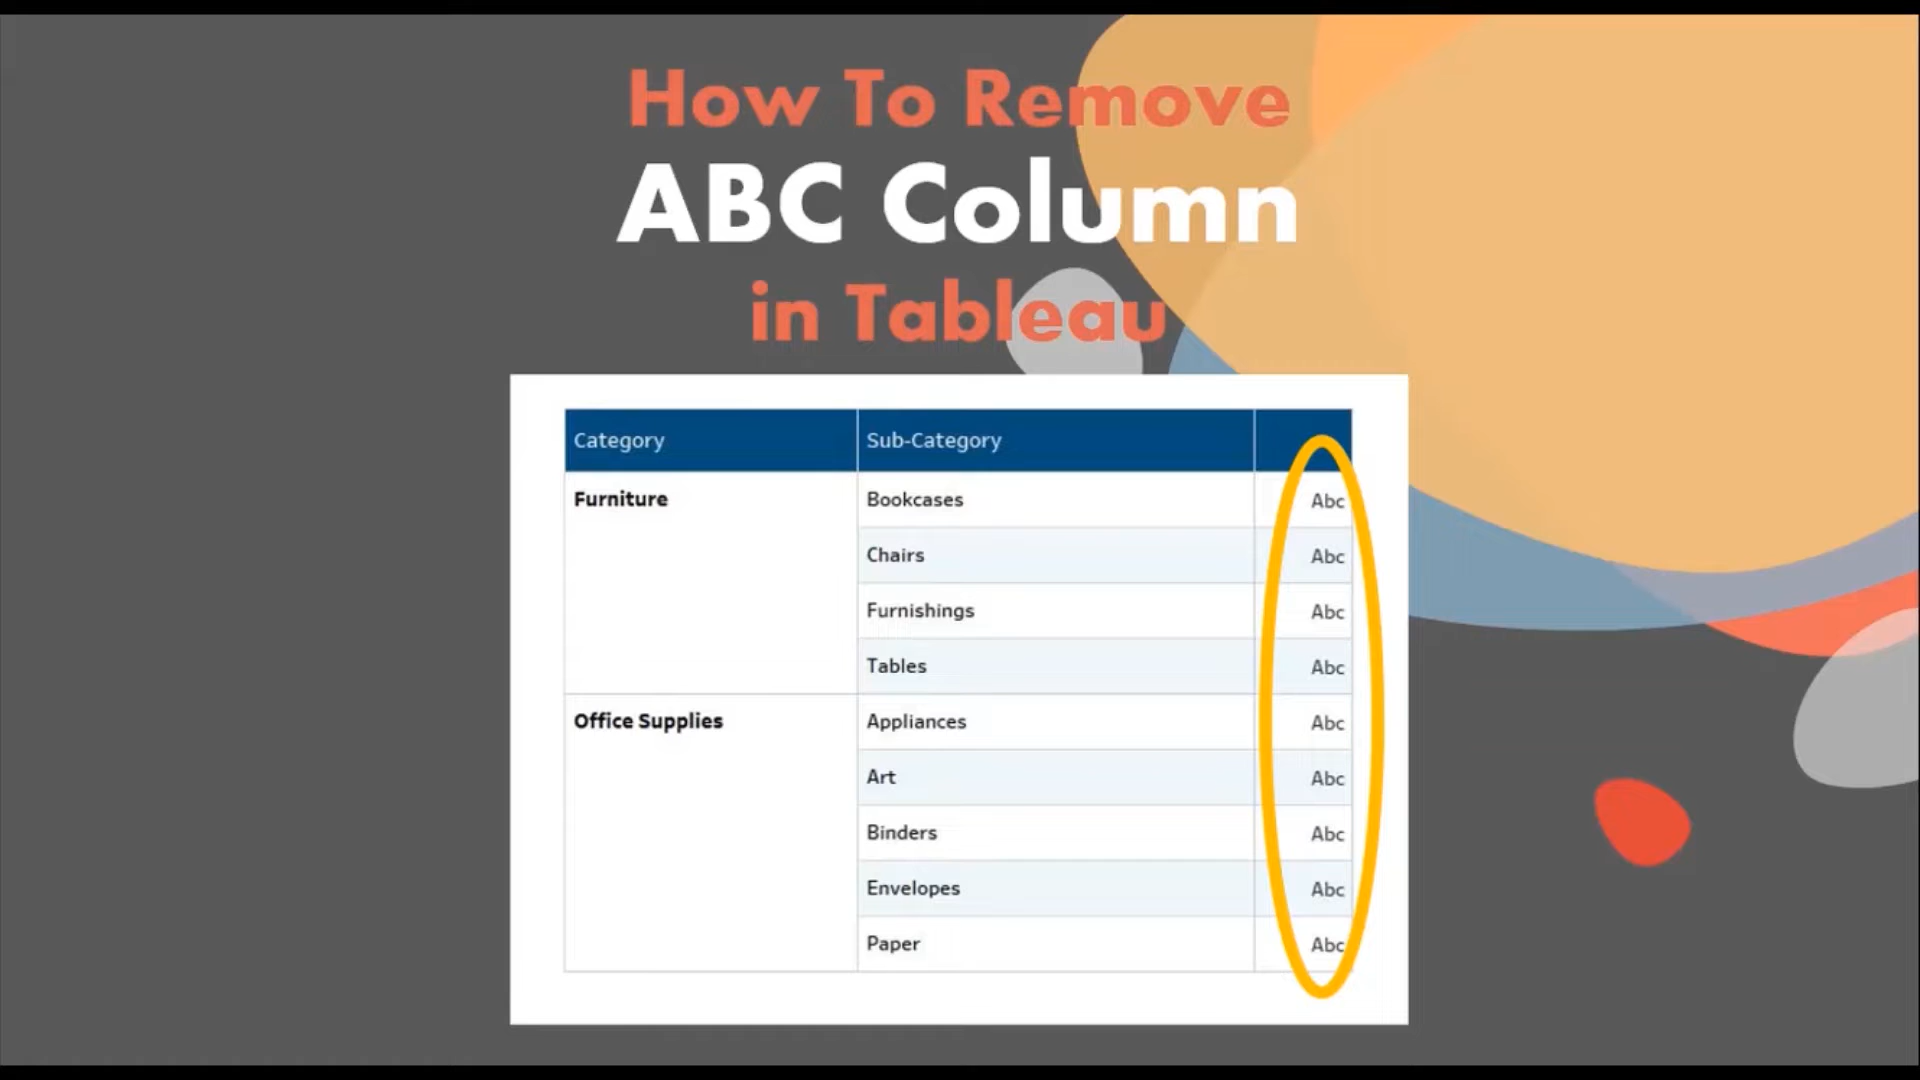 How To Remove
ABC Column
in Tableau
Category Sub-Category
Furniture Bookcases Abc
Chairs Abc
Furnishings Abc
Tables Abc
Office Supplies Appliances Abc
Art Abc
Binders Abc
Envelopes Abc
Paper Abc